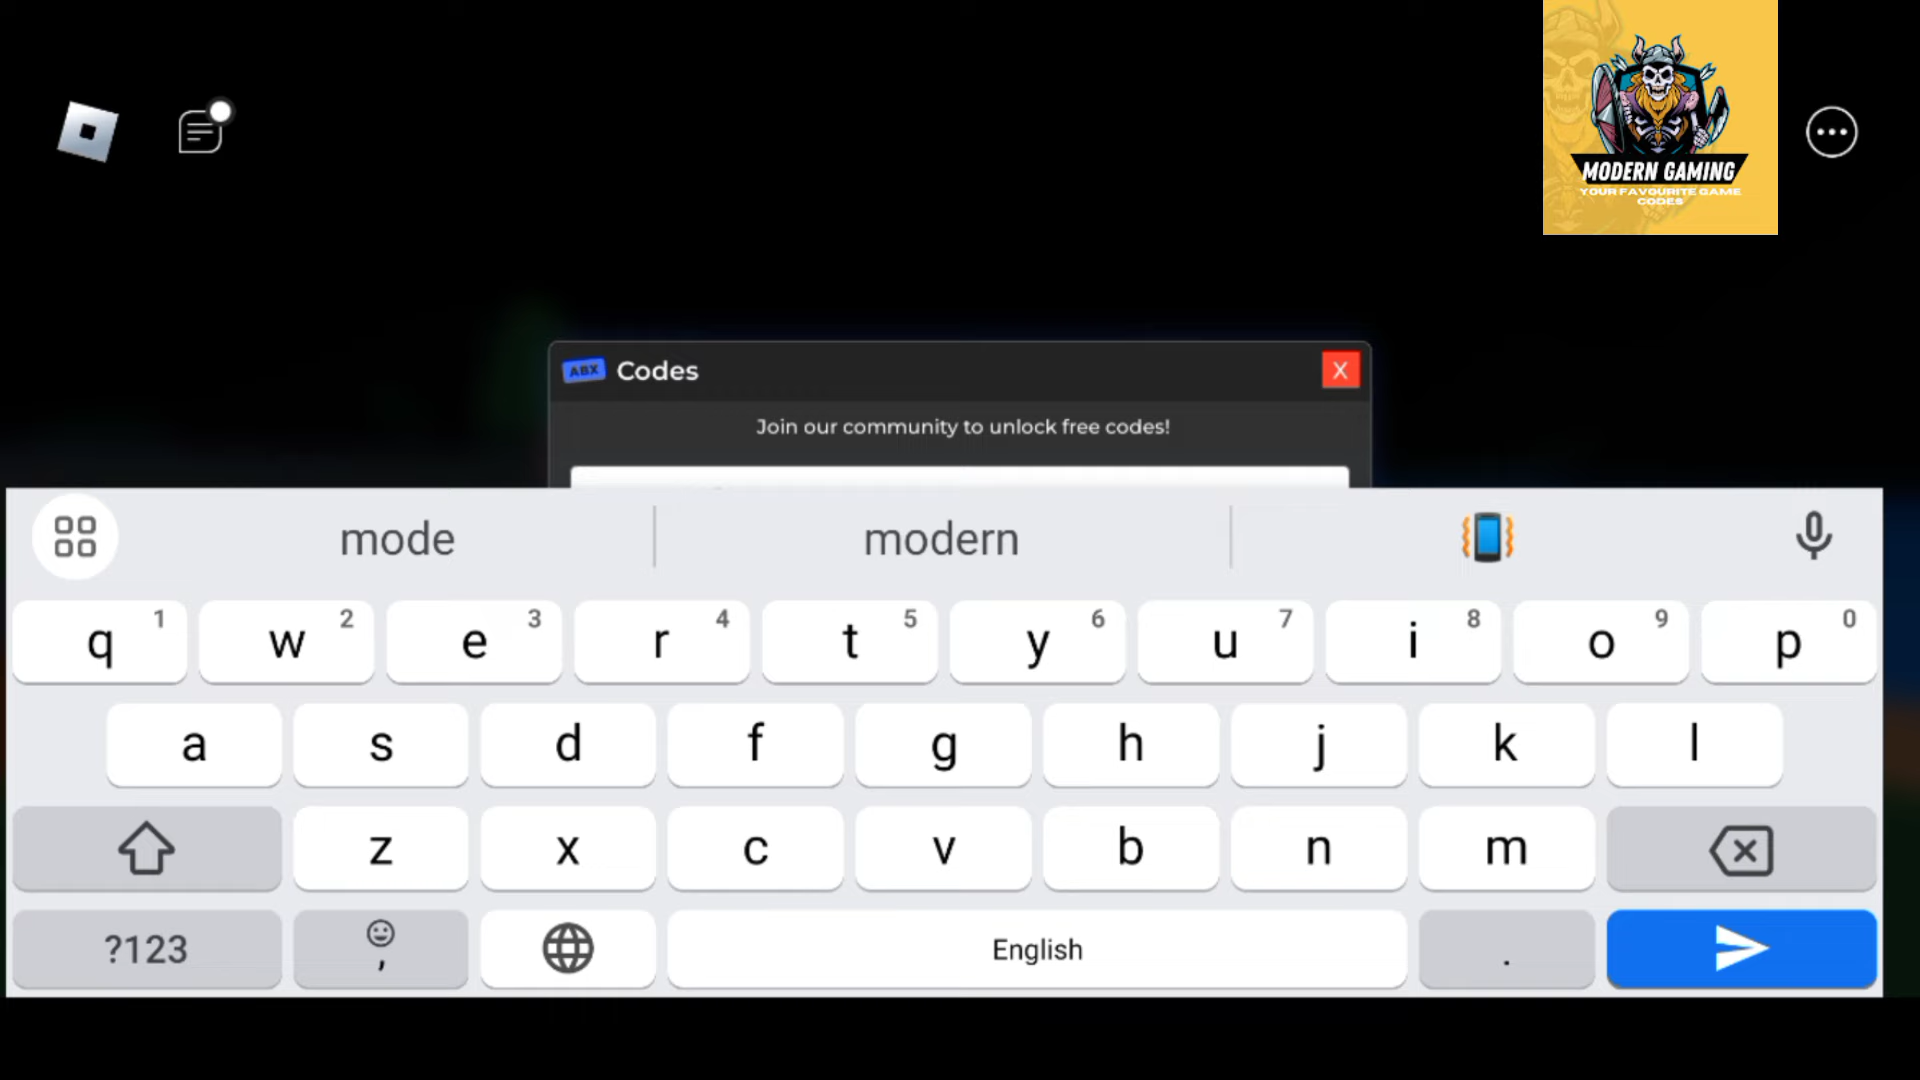 MODERN GAMING
YOUR FAVOURITE GAME
CODES
ABX Codes X
Join our community to unlock free codes!
mode modern
q 1 w 2 e 3 r 4 t 5 y 6 u 7 i 8 o 9 p 0
a s d f g h j k l
z x c v b n m
?123 , English .